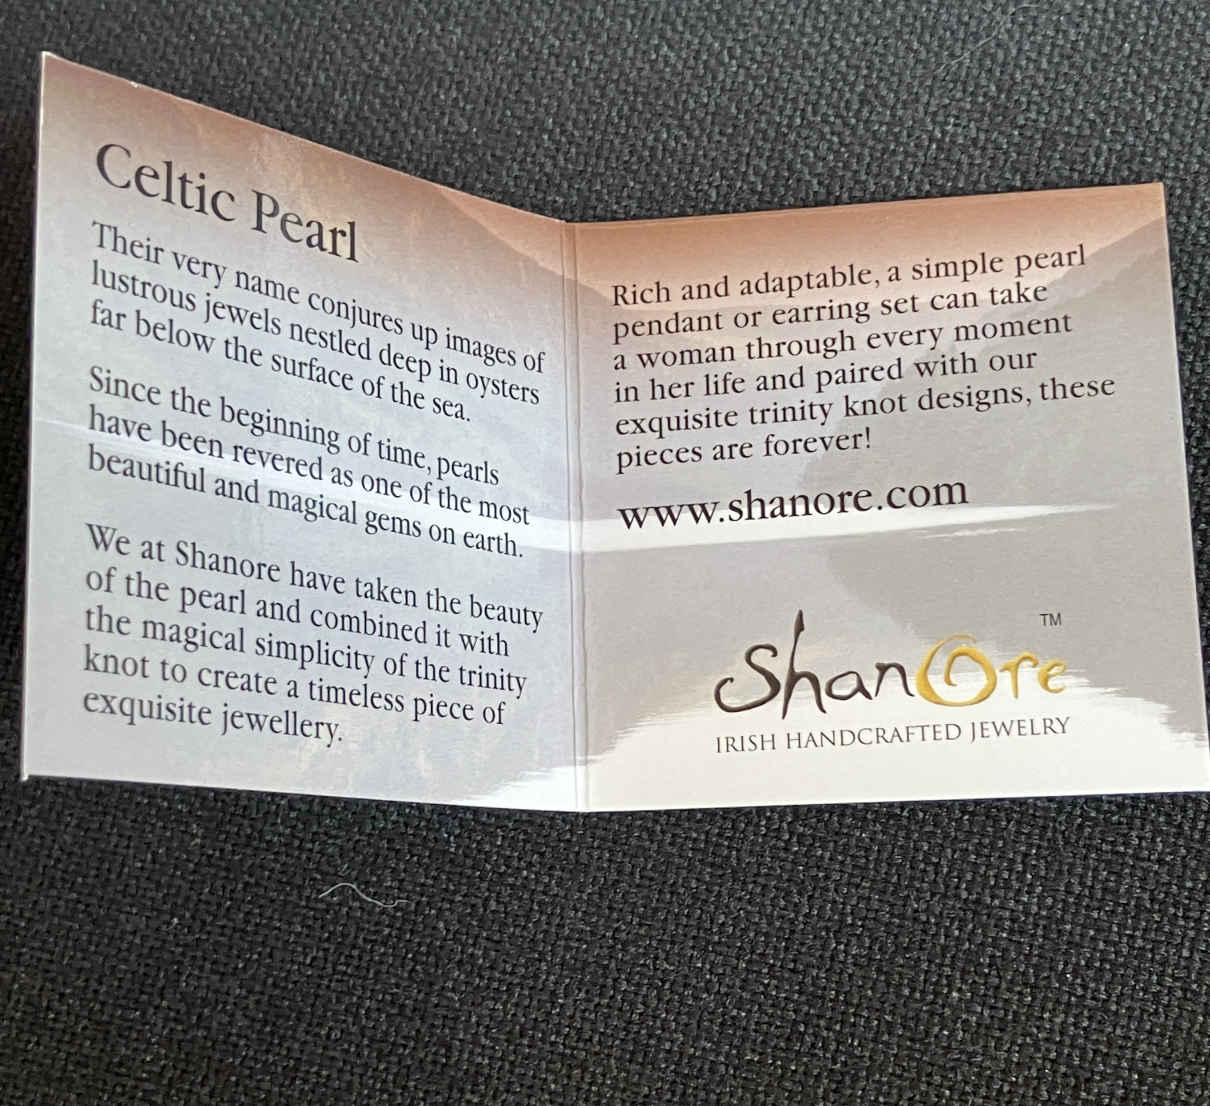 Celtic Pearl
Their very name conjures up images of
lustrous jewels nestled deep in oysters
far below the surface of the sea.
Since the beginning of time, pearls
have been revered as one of the most
beautiful and magical gems on earth.
We at Shanore have taken the beauty
of the pearl and combined it with
the magical simplicity of the trinity
knot to create a timeless piece of
exquisite jewellery.
Rich and adaptable, a simple pearl
pendant or earring set can take
a woman through every moment
in her life and paired with our
exquisite trinity knot designs, these
pieces are forever!
www.shanore.com
ShanOre TM
IRISH HANDCRAFTED JEWELRY